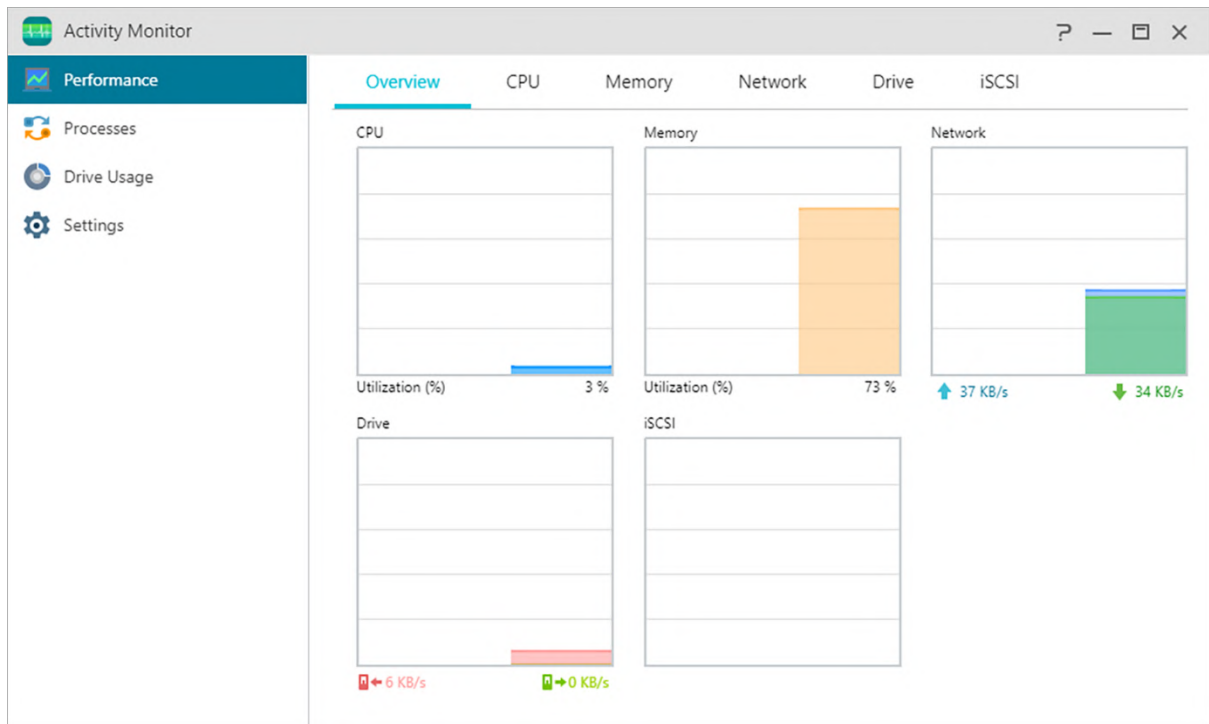 Activity Monitor
Performance
Processes
Drive Usage
Settings
Overview CPU Memory Network Drive iSCSI
CPU
Utilization (%) 3 %
Memory
Utilization (%) 73 %
Network
37 KB/s 34 KB/s
Drive
6 KB/s 0 KB/s
iSCSI